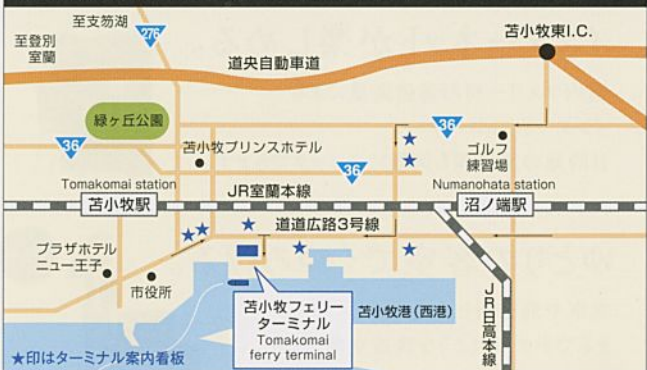 至支笏湖
276
至登別
室蘭
苫小牧東I.C.
道央自動車道
緑ヶ丘公園
36
36
ゴルフ
練習場
苫小牧プリンスホテル
36
Tomakomai station
JR室蘭本線
Numanohata station
苫小牧駅
沼ノ端駅
道道広路3号線
プラザホテル
ニュー王子
市役所
苫小牧フェリー
ターミナル
Tomakomai
ferry terminal
苫小牧港(西港)
JR日高本線
★印はターミナル案内看板